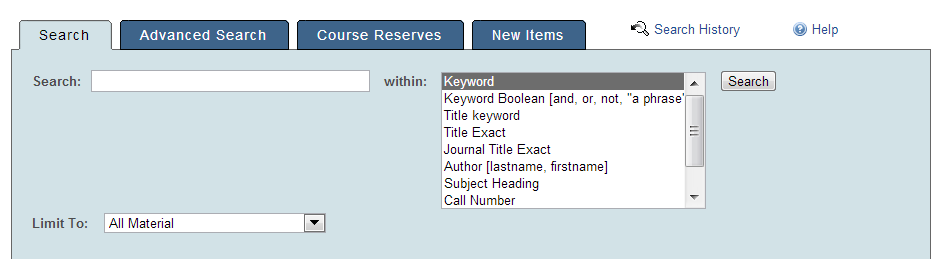 Search Advanced Search Course Reserves New Items Search History Help
Search: within: Keyword Search
Keyword Boolean [and, or, not, "a phrase"
Title keyword
Title Exact
Journal Title Exact
Author [lastname, firstname]
Subject Heading
Call Number
Limit To: All Material